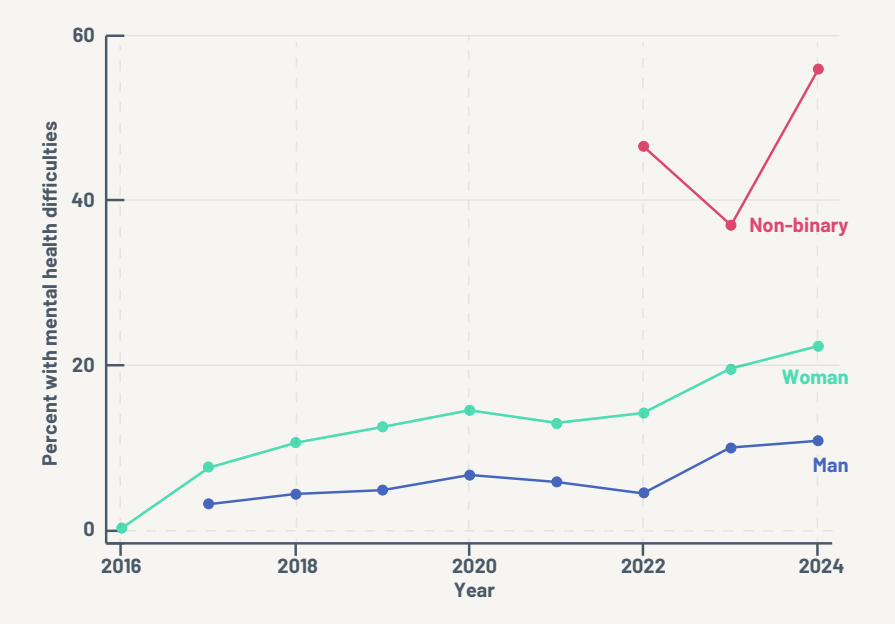 60
40
20
0
Percent with mental health difficulties
Non-binary
Woman
Man
2016 2018 2020 2022 2024
Year